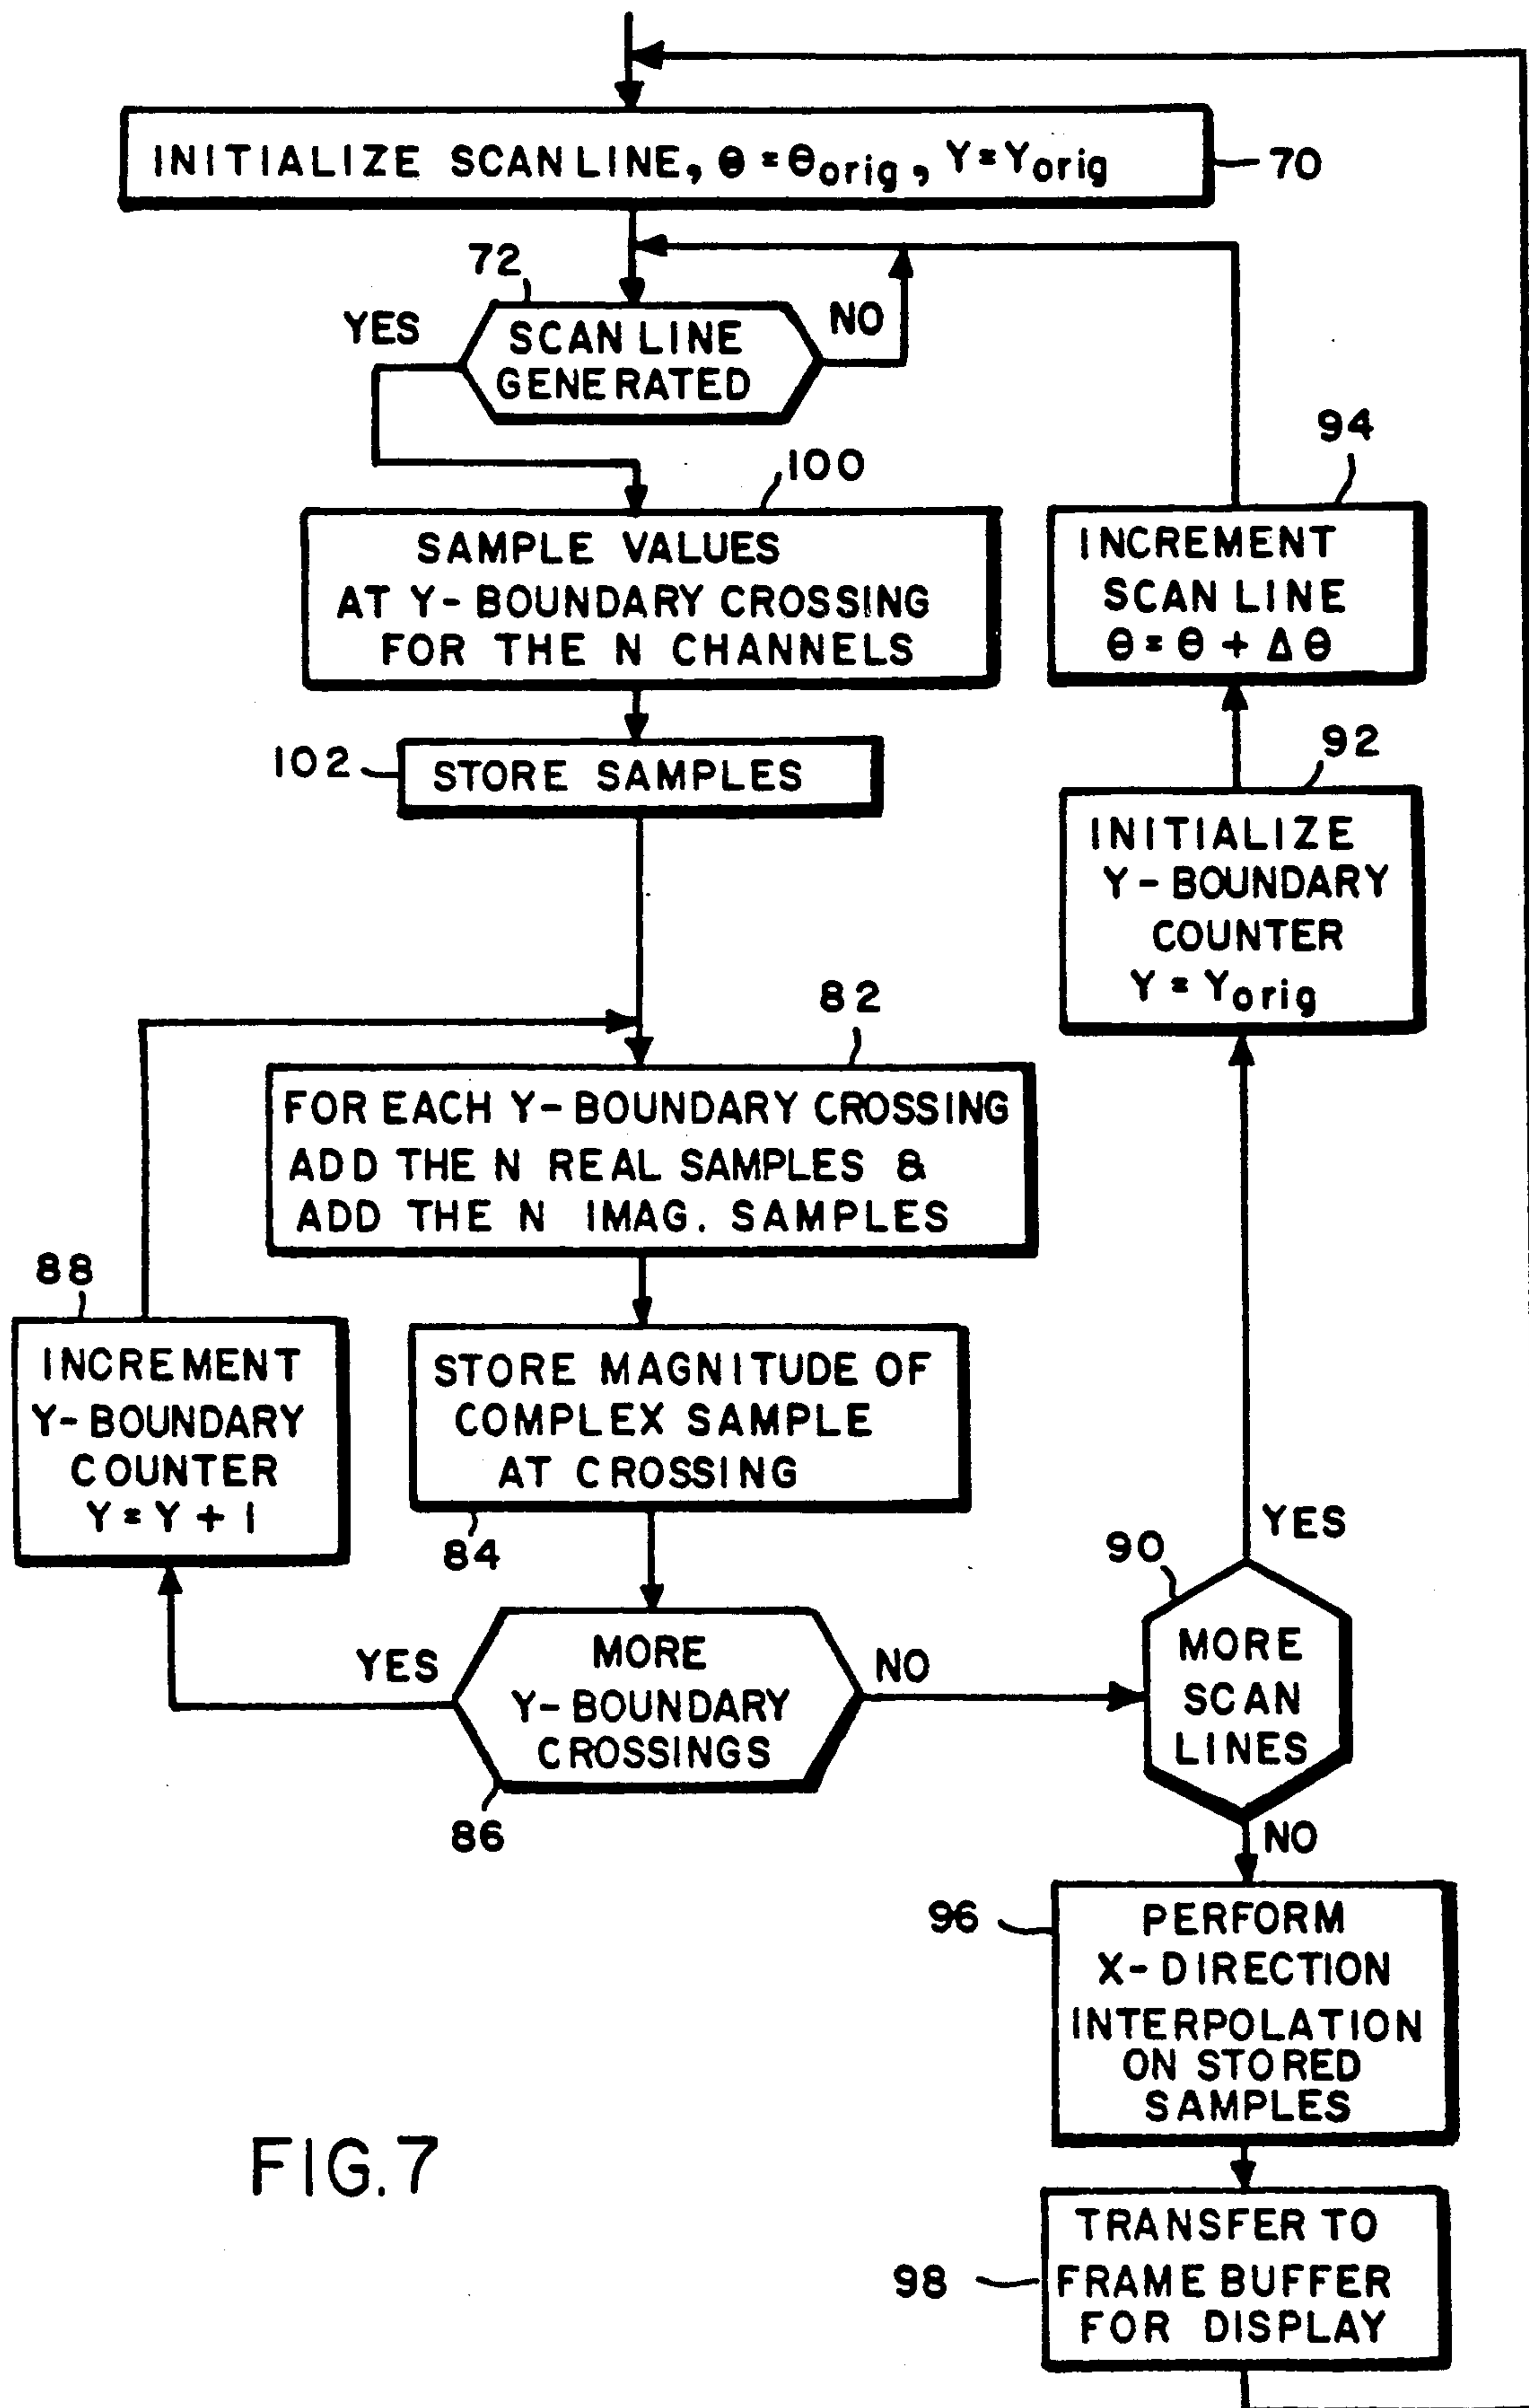 INITIALIZE SCAN LINE, θ = θorig, Y = Yorig
70
72
YES
SCAN LINE
GENERATED
NO
100
SAMPLE VALUES
AT Y-BOUNDARY CROSSING
FOR THE N CHANNELS
94
INCREMENT
SCAN LINE
θ = θ + Δθ
102
STORE SAMPLES
92
INITIALIZE
Y-BOUNDARY
COUNTER
Y = Yorig
82
FOR EACH Y-BOUNDARY CROSSING
ADD THE N REAL SAMPLES &
ADD THE N IMAG. SAMPLES
88
INCREMENT
Y-BOUNDARY
COUNTER
Y = Y + 1
STORE MAGNITUDE OF
COMPLEX SAMPLE
AT CROSSING
84
YES
MORE
Y-BOUNDARY
CROSSINGS
NO
86
90
YES
MORE
SCAN
LINES
NO
96
PERFORM
X-DIRECTION
INTERPOLATION
ON STORED
SAMPLES
98
TRANSFER TO
FRAME BUFFER
FOR DISPLAY
FIG.7